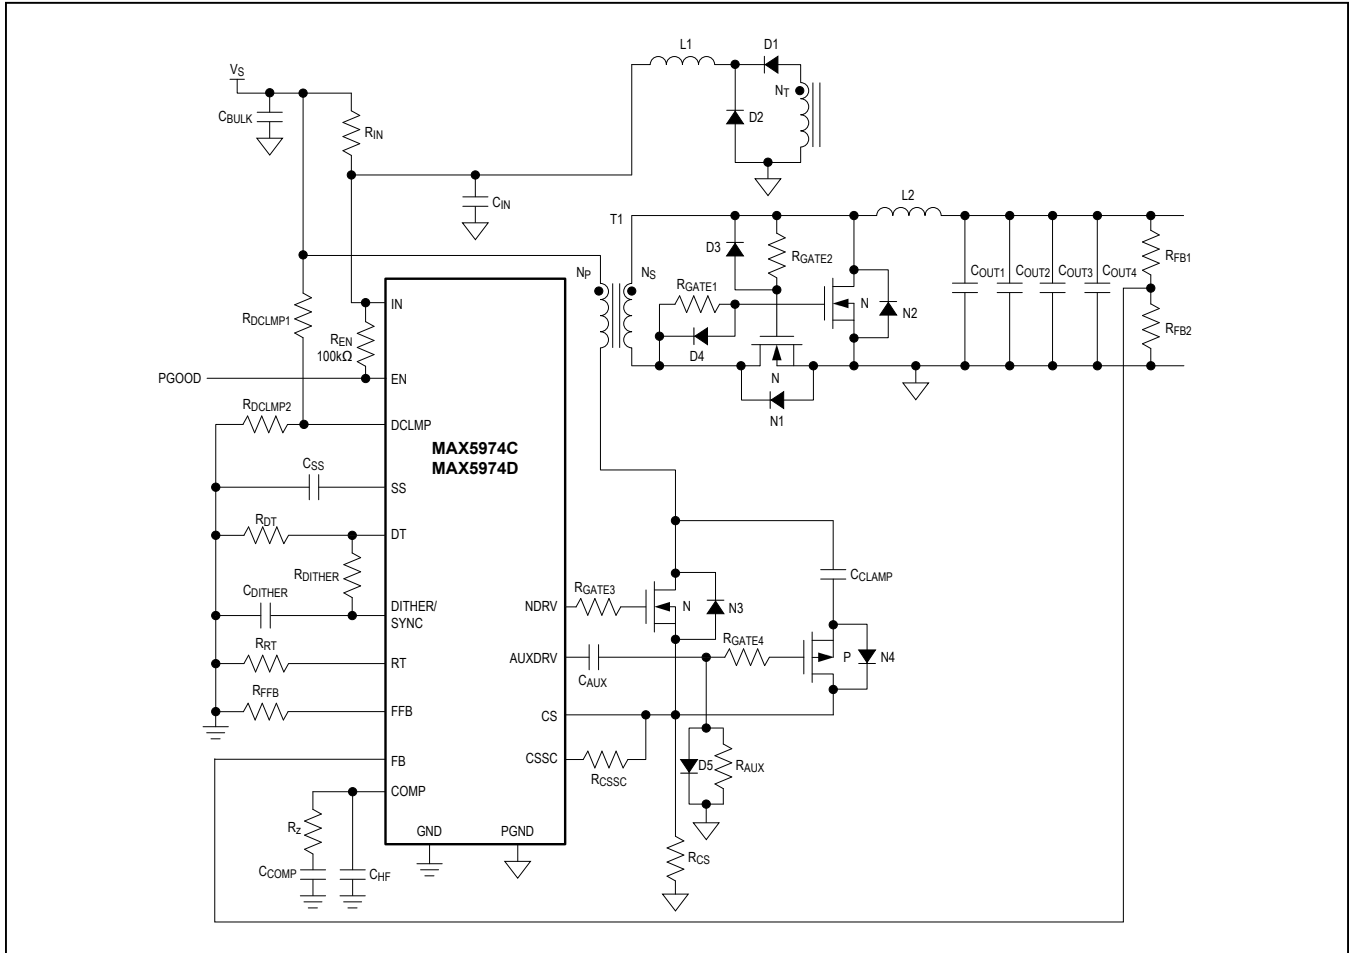 L1
D1
VS
NT
CBULK
RIN
D2
CIN
L2
T1
D3
RGATE2
RFB1
COUT1
COUT2
COUT3
COUT4
NP
NS
RGATE1
IN
N
N2
RDCLMP1
REN
100kΩ
RFB2
D4
PGOOD
EN
N
N1
RDCLMP2
DCLMP
MAX5974C
MAX5974D
CSS
SS
RDT
DT
RDITHER
CCLAMP
CDITHER
RGATE3
NDRV
N
N3
DITHER/
SYNC
RGATE4
RRT
RT
AUXDRV
P
N4
CAUX
RFFB
FFB
CS
FB
CSSC
D5
RAUX
RCSSC
COMP
RZ
GND
PGND
RCS
CCOMP
CHF